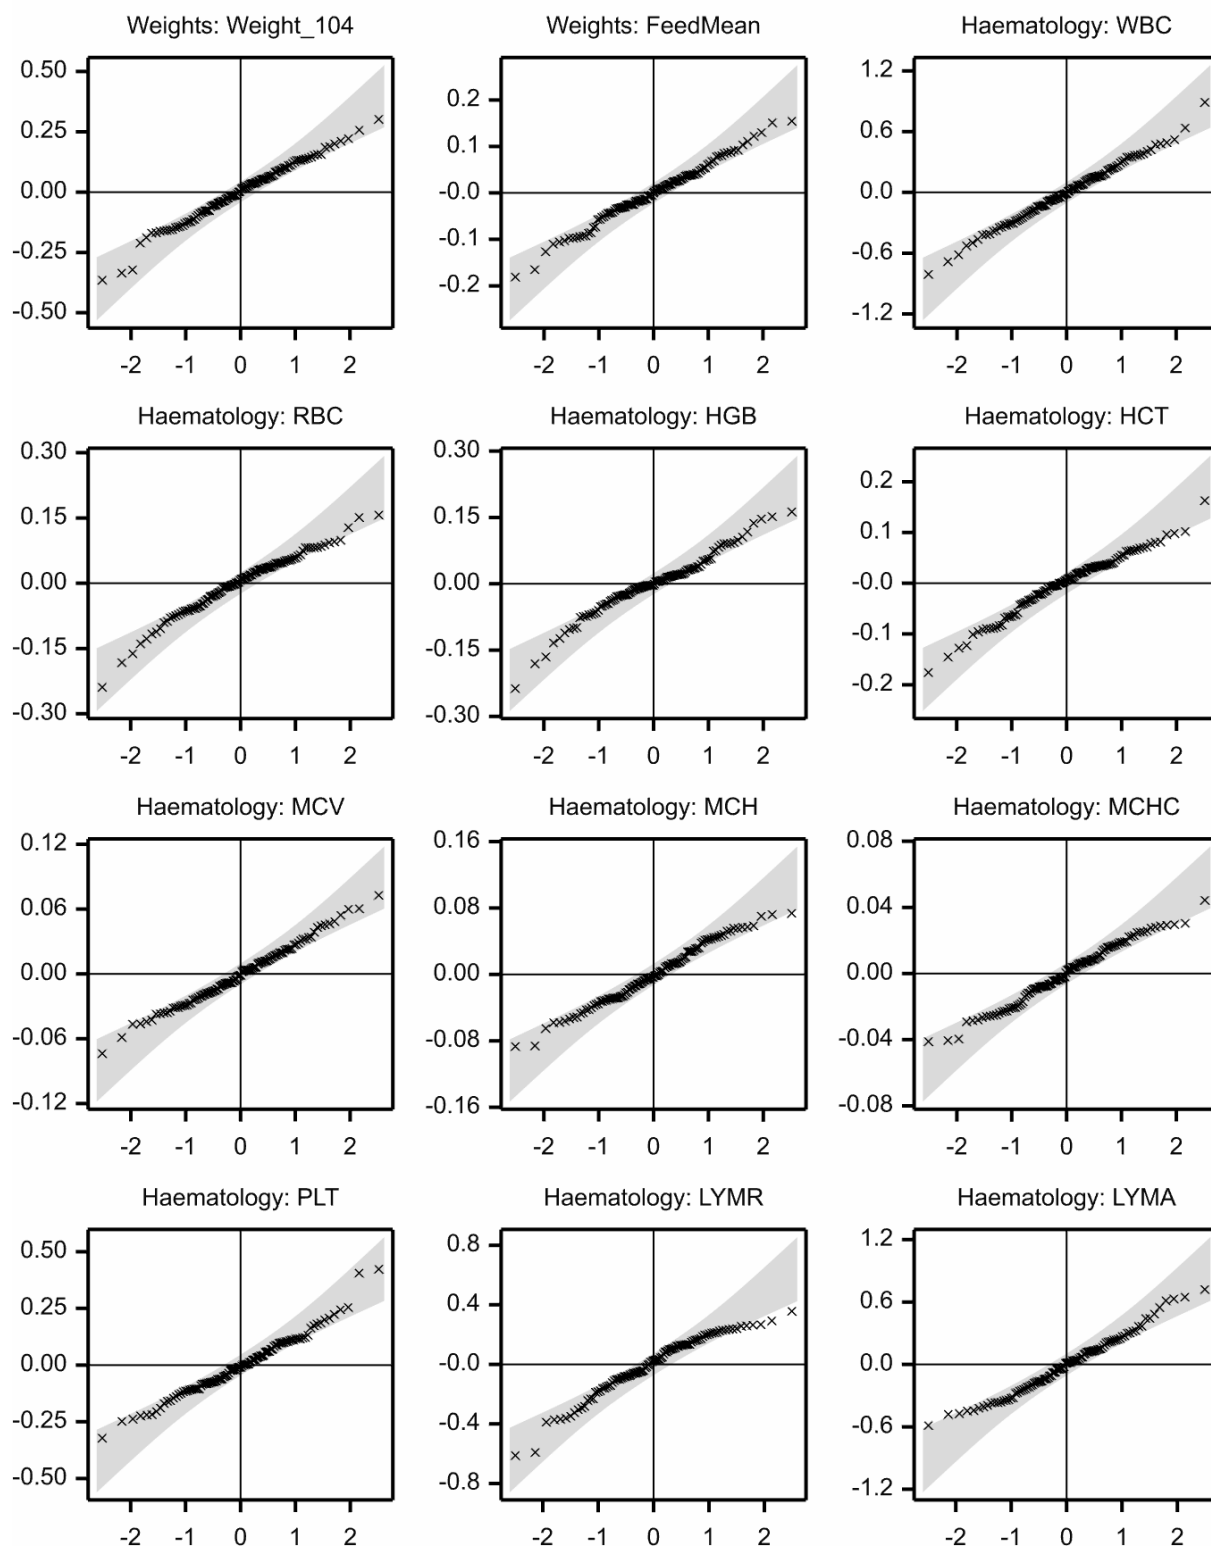 Weights: Weight_104 Weights: FeedMean Haematology: WBC
0.50 0.2 1.2
0.25 0.1 0.6
0.00 -0.0 0.0
-0.25 -0.1 -0.6
-0.50 -0.2 -1.2
-2 -1 0 1 2 -2 -1 0 1 2 -2 -1 0 1 2
Haematology: RBC Haematology: HGB Haematology: HCT
0.30 0.30 0.2
0.15 0.15 0.1
0.00 0.00 -0.0
-0.15 -0.15 -0.1
-0.30 -0.30 -0.2
-2 -1 0 1 2 -2 -1 0 1 2 -2 -1 0 1 2
Haematology: MCV Haematology: MCH Haematology: MCHC
0.12 0.16 0.08
0.06 0.08 0.04
0.00 0.00 0.00
-0.06 -0.08 -0.04
-0.12 -0.16 -0.08
-2 -1 0 1 2 -2 -1 0 1 2 -2 -1 0 1 2
Haematology: PLT Haematology: LYMR Haematology: LYMA
0.50 0.8 1.2
0.25 0.4 0.6
0.00 -0.0 0.0
-0.25 -0.4 -0.6
-0.50 -0.8 -1.2
-2 -1 0 1 2 -2 -1 0 1 2 -2 -1 0 1 2